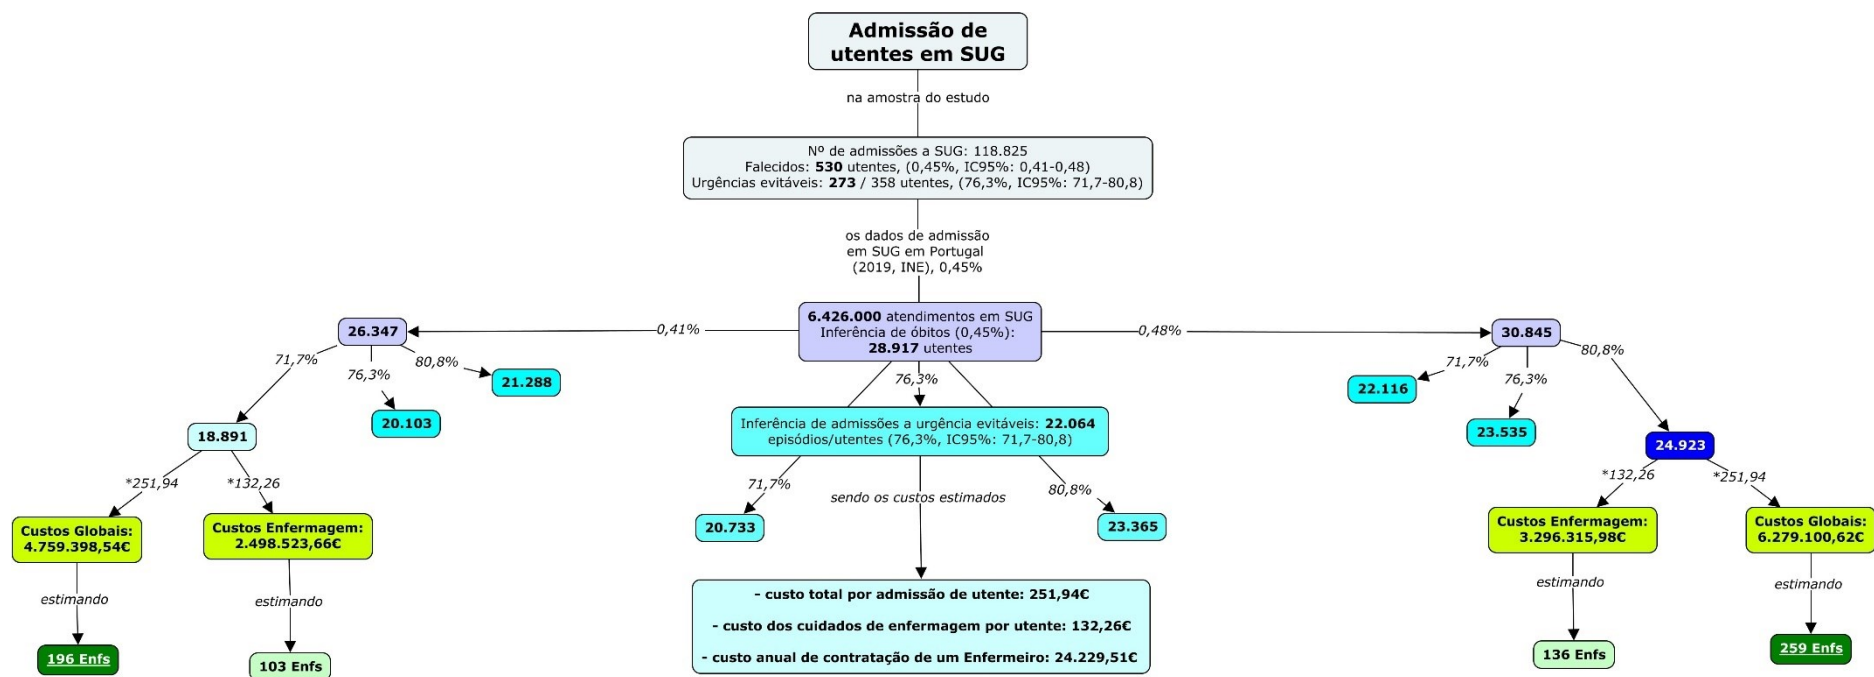 Admissão de
utentes em SUG
na amostra do estudo
Nº de admissões a SUG: 118.825
Falecidos: 530 utentes, (0,45%, IC95%: 0,41-0,48)
Urgências evitáveis: 273 / 358 utentes, (76,3%, IC95%: 71,7-80,8)
os dados de admissão
em SUG em Portugal
(2019, INE), 0,45%
6.426.000 atendimentos em SUG
Inferência de óbitos (0,45%):
28.917 utentes
0,41%
26.347
71,7%
76,3%
80,8%
21.288
20.103
18.891
*251,94
*132,26
Custos Globais:
4.759.398,54€
Custos Enfermagem:
2.498.523,66€
estimando
estimando
196 Enfs
103 Enfs
76,3%
Inferência de admissões a urgência evitáveis: 22.064
episódios/utentes (76,3%, IC95%: 71,7-80,8)
71,7%
sendo os custos estimados
80,8%
20.733
23.365
- custo total por admissão de utente: 251,94€
- custo dos cuidados de enfermagem por utente: 132,26€
- custo anual de contratação de um Enfermeiro: 24.229,51€
0,48%
30.845
71,7%
76,3%
80,8%
22.116
23.535
24.923
*132,26
*251,94
Custos Enfermagem:
3.296.315,98€
Custos Globais:
6.279.100,62€
estimando
estimando
136 Enfs
259 Enfs